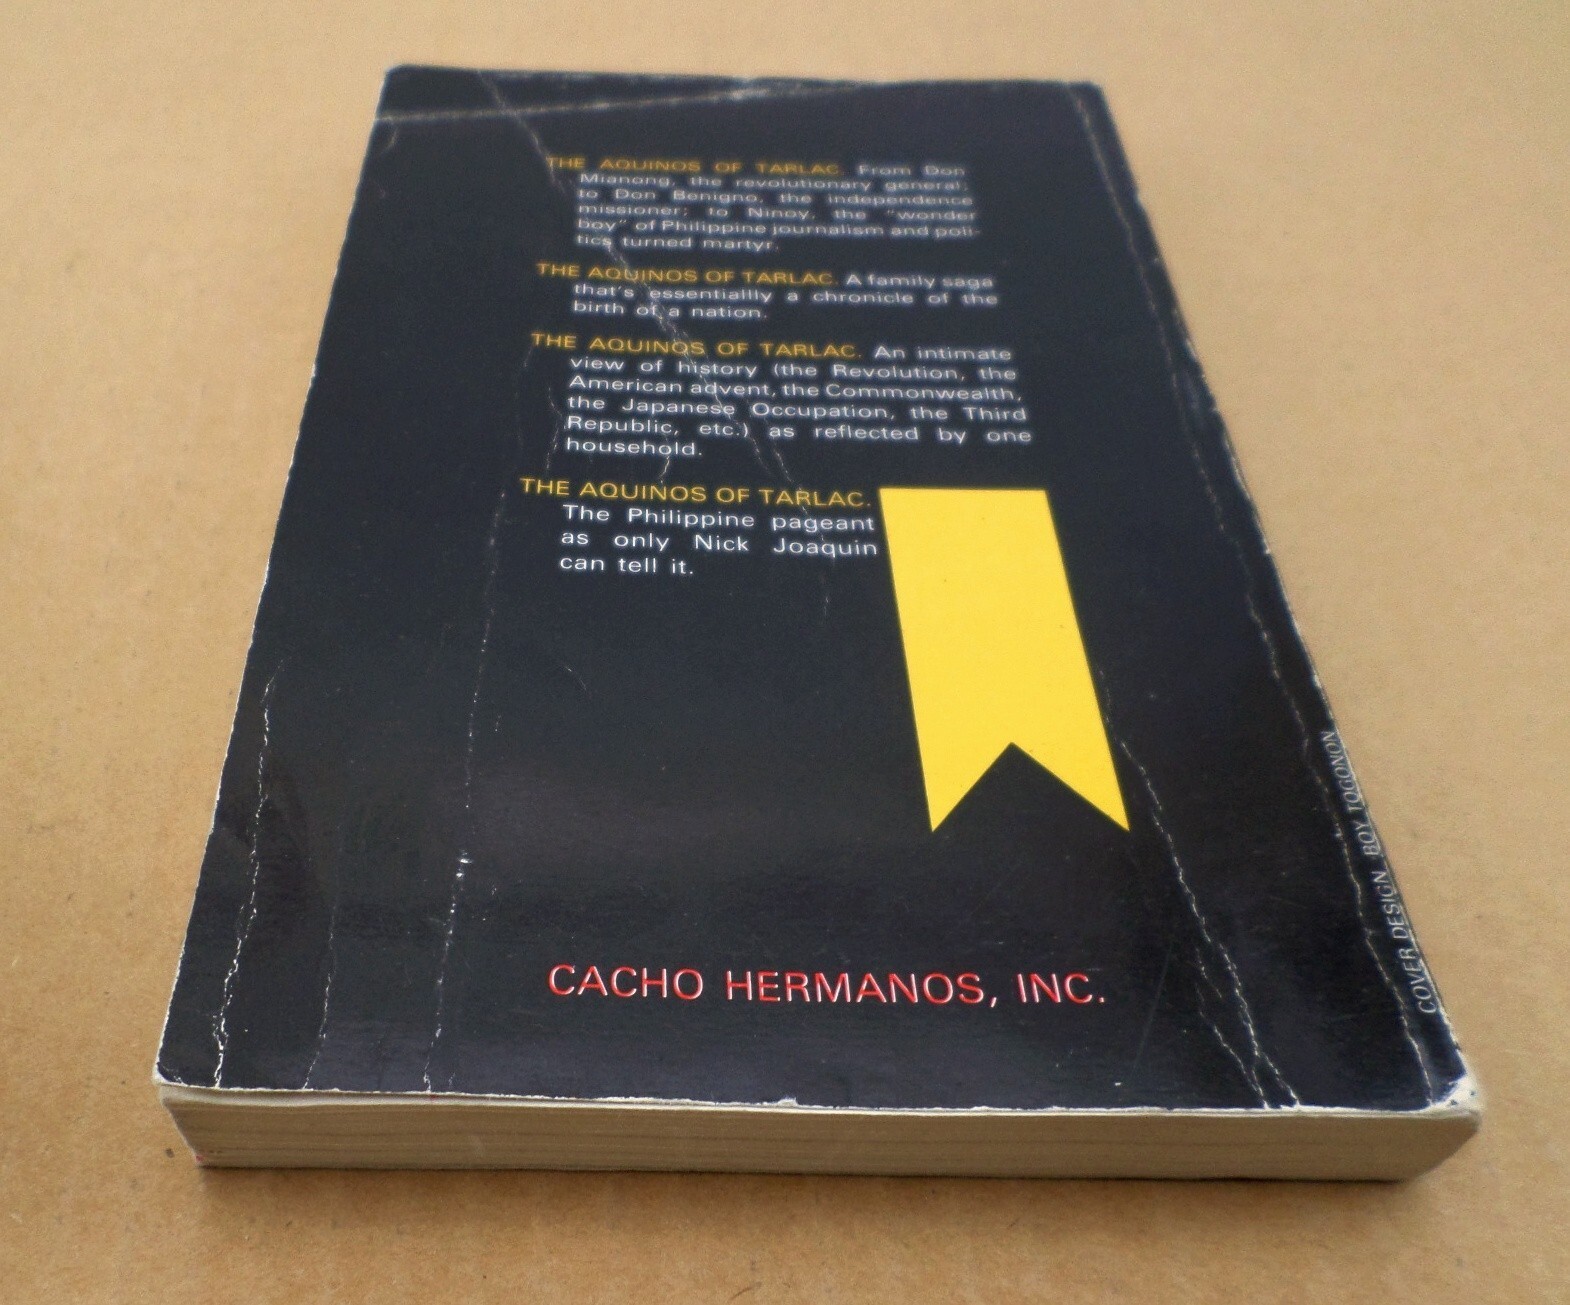 THE AQUINOS OF TARLAC. From Don
Mianong, the revolutionary general;
to Don Benigno, the independence
missioner; to Ninoy, the "wonder
boy" of Philippine journalism and poli-
tics turned martyr.
THE AQUINOS OF TARLAC. A family saga
that's essentiallly a chronicle of the
birth of a nation.
THE AQUINOS OF TARLAC. An intimate
view of history (the Revolution, the
American advent, the Commonwealth,
the Japanese Occupation, the Third
Republic, etc.) as reflected by one
household.
THE AQUINOS OF TARLAC.
The Philippine pageant
as only Nick Joaquin
can tell it.
CACHO HERMANOS, INC.
COVER DESIGN BOY TOGONON